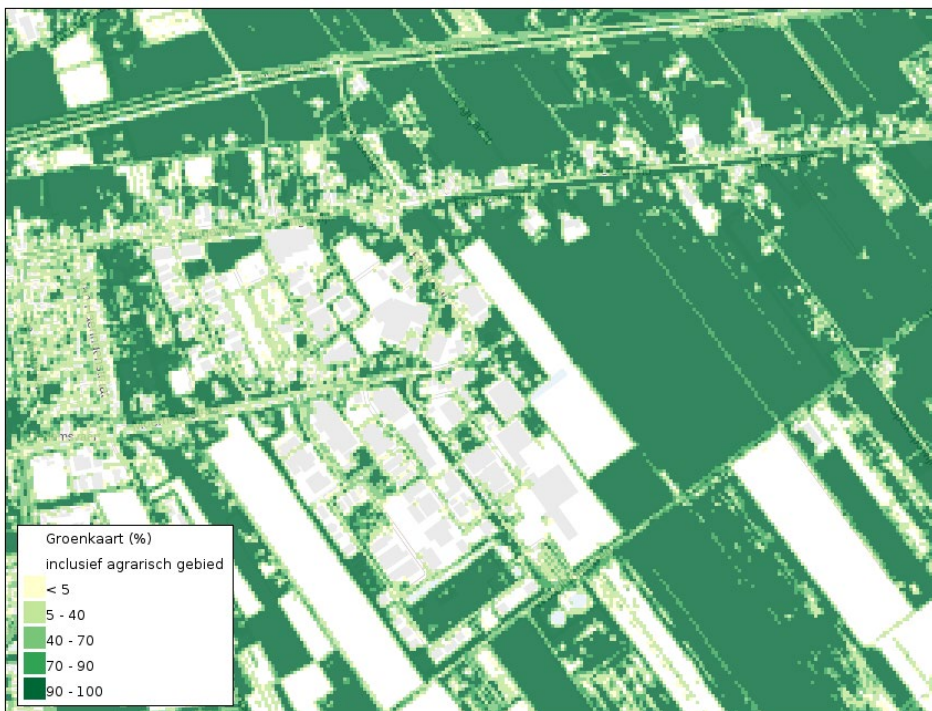 Groenkaart (%)
inclusief agrarisch gebied
< 5
5 - 40
40 - 70
70 - 90
90 - 100